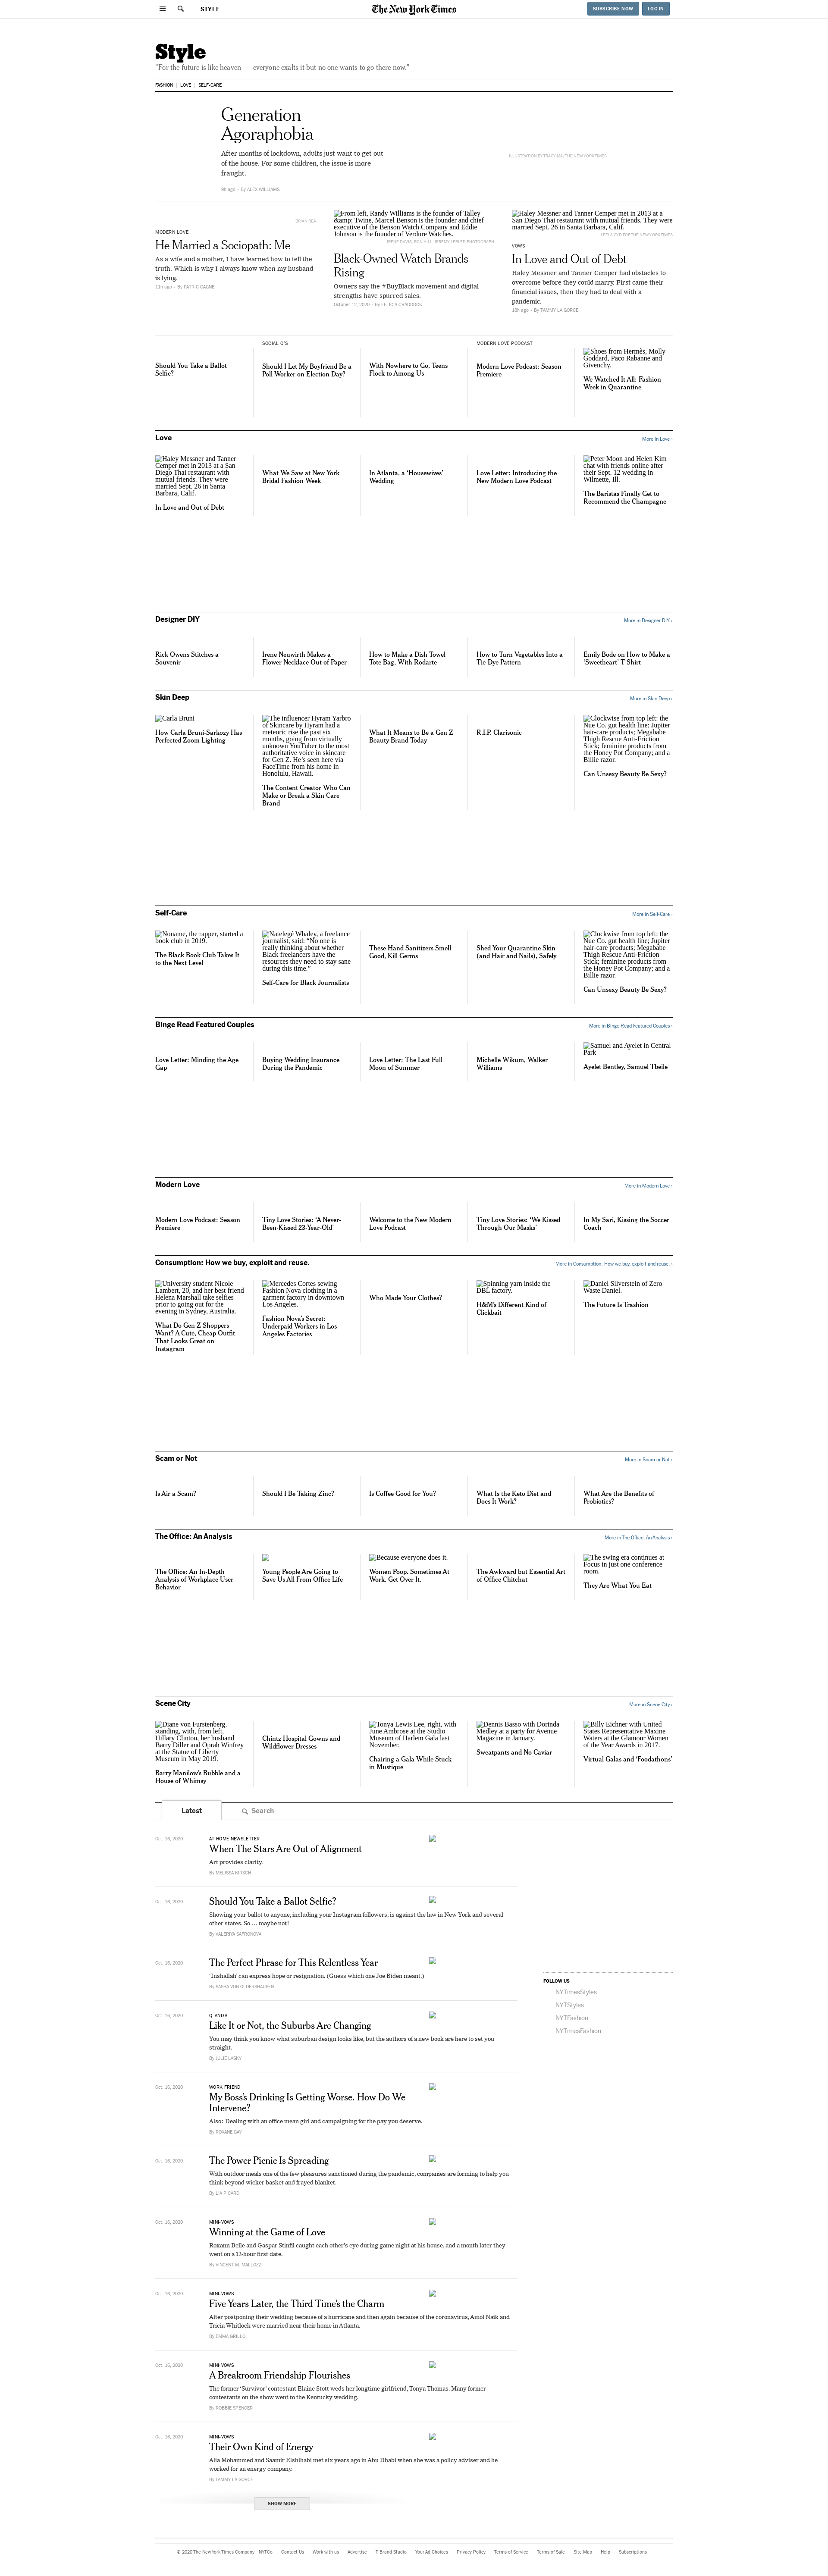 STYLE
The New York Times
SUBSCRIBE NOW
LOG IN
Style
"For the future is like heaven — everyone exalts it but no one wants to go there now."
FASHION
LOVE
SELF-CARE
Generation
Agoraphobia
After months of lockdown, adults just want to get out
of the house. For some children, the issue is more
fraught.
9h ago · By ALEX WILLIAMS
BRIAN REA
MODERN LOVE
He Married a Sociopath: Me
As a wife and a mother, I have learned how to tell the
truth. Which is why I always know when my husband
is lying.
11h ago · By PATRIC GAGNE
From left, Randy Williams is the founder of Talley
&amp; Twine, Marcel Benson is the founder and chief
executive of the Benson Watch Company and Eddie
Johnson is the founder of Verdure Watches.
Black-Owned Watch Brands
Rising
Owners say the #BuyBlack movement and digital
strengths have spurred sales.
October 12, 2020 · By FELICIA CRADDOCK
Haley Messner and Tanner Cemper met in 2013 at a
San Diego Thai restaurant with mutual friends. They were
married Sept. 26 in Santa Barbara, Calif.
VOWS
In Love and Out of Debt
Haley Messner and Tanner Cemper had obstacles to
overcome before they could marry. First came their
financial issues, then they had to deal with a
pandemic.
18h ago · By TAMMY LA GORCE
Should You Take a Ballot
Selfie?
SOCIAL Q'S
Should I Let My Boyfriend Be a
Poll Worker on Election Day?
With Nowhere to Go, Teens
Flock to Among Us
MODERN LOVE PODCAST
Modern Love Podcast: Season
Premiere
Shoes from Hermès, Molly
Goddard, Paco Rabanne and
Givenchy.
We Watched It All: Fashion
Week in Quarantine
Love
More in Love ›
Haley Messner and Tanner
Cemper met in 2013 at a San
Diego Thai restaurant with
mutual friends. They were
married Sept. 26 in Santa
Barbara, Calif.
In Love and Out of Debt
What We Saw at New York
Bridal Fashion Week
In Atlanta, a 'Housewives'
Wedding
Love Letter: Introducing the
New Modern Love Podcast
Peter Moon and Helen Kim
chat with friends online after
their Sept. 12 wedding in
Wilmette, Ill.
The Baristas Finally Get to
Recommend the Champagne
Designer DIY
More in Designer DIY ›
Rick Owens Stitches a
Souvenir
Irene Neuwirth Makes a
Flower Necklace Out of Paper
How to Make a Dish Towel
Tote Bag, With Rodarte
How to Turn Vegetables Into a
Tie-Dye Pattern
Emily Bode on How to Make a
'Sweetheart' T-Shirt
Skin Deep
More in Skin Deep ›
Carla Bruni
How Carla Bruni-Sarkozy Has
Perfected Zoom Lighting
The influencer Hyram Yarbro
of Skincare by Hyram had a
meteoric rise the past six
months, going from virtually
unknown YouTuber to the most
authoritative voice in skincare
for Gen Z. He's seen here via
FaceTime from his home in
Honolulu, Hawaii.
The Content Creator Who Can
Make or Break a Skin Care
Brand
What It Means to Be a Gen Z
Beauty Brand Today
R.I.P. Clarisonic
Clockwise from top left: the
Nue Co. gut health line; Jupiter
hair-care products; Megababe
Thigh Rescue Anti-Friction
Stick; feminine products from
the Honey Pot Company; and a
Billie razor.
Can Unsexy Beauty Be Sexy?
Self-Care
More in Self-Care ›
Noname, the rapper, started a
book club in 2019.
The Black Book Club Takes It
to the Next Level
Natelegé Whaley, a freelance
journalist, said: "No one is
really thinking about whether
Black freelancers have the
resources they need to stay sane
during this time."
Self-Care for Black Journalists
These Hand Sanitizers Smell
Good, Kill Germs
Shed Your Quarantine Skin
(and Hair and Nails), Safely
Clockwise from top left: the
Nue Co. gut health line; Jupiter
hair-care products; Megababe
Thigh Rescue Anti-Friction
Stick; feminine products from
the Honey Pot Company; and a
Billie razor.
Can Unsexy Beauty Be Sexy?
Binge Read Featured Couples
More in Binge Read Featured Couples ›
Love Letter: Minding the Age
Gap
Buying Wedding Insurance
During the Pandemic
Love Letter: The Last Full
Moon of Summer
Michelle Wikum, Walker
Williams
Samuel and Ayelet in Central
Park
Ayelet Bentley, Samuel Tbeile
Modern Love
More in Modern Love ›
Modern Love Podcast: Season
Premiere
Tiny Love Stories: 'A Never-
Been-Kissed 23-Year-Old'
Welcome to the New Modern
Love Podcast
Tiny Love Stories: 'We Kissed
Through Our Masks'
In My Sari, Kissing the Soccer
Coach
Consumption: How we buy, exploit and reuse.
More in Consumption: How we buy, exploit and reuse. ›
University student Nicole
Lambert, 20, and her best friend
Helena Marshall take selfies
prior to going out for the
evening in Sydney, Australia.
What Do Gen Z Shoppers
Want? A Cute, Cheap Outfit
That Looks Great on
Instagram
Mercedes Cortes sewing
Fashion Nova clothing in a
garment factory in downtown
Los Angeles.
Fashion Nova's Secret:
Underpaid Workers in Los
Angeles Factories
Who Made Your Clothes?
Spinning yarn inside the
DBL factory.
H&M's Different Kind of
Clickbait
Daniel Silverstein of Zero
Waste Daniel.
The Future Is Trashion
Scam or Not
More in Scam or Not ›
Is Air a Scam?
Should I Be Taking Zinc?
Is Coffee Good for You?
What Is the Keto Diet and
Does It Work?
What Are the Benefits of
Probiotics?
The Office: An Analysis
More in The Office: An Analysis ›
The Office: An In-Depth
Analysis of Workplace User
Behavior
Young People Are Going to
Save Us All From Office Life
Because everyone does it.
Women Poop. Sometimes At
Work. Get Over It.
The Awkward but Essential Art
of Office Chitchat
The swing era continues at
Focus in just one conference
room.
They Are What You Eat
Scene City
More in Scene City ›
Diane von Furstenberg,
standing, with, from left,
Hillary Clinton, her husband
Barry Diller and Oprah Winfrey
at the Statue of Liberty
Museum in May 2019.
Barry Manilow's Bubble and a
House of Whimsy
Chintz Hospital Gowns and
Wildflower Dresses
Tonya Lewis Lee, right, with
June Ambrose at the Studio
Museum of Harlem Gala last
November.
Chairing a Gala While Stuck
in Mustique
Dennis Basso with Dorinda
Medley at a party for Avenue
Magazine in January.
Sweatpants and No Caviar
Billy Eichner with United
States Representative Maxine
Waters at the Glamour Women
of the Year Awards in 2017.
Virtual Galas and 'Foodathons'
Latest
Search
Oct. 16, 2020
AT HOME NEWSLETTER
When The Stars Are Out of Alignment
Art provides clarity.
By MELISSA KIRSCH
Oct. 16, 2020
Should You Take a Ballot Selfie?
Showing your ballot to anyone, including your Instagram followers, is against the law in New York and several
other states. So … maybe not!
By VALERIYA SAFRONOVA
Oct. 16, 2020
The Perfect Phrase for This Relentless Year
'Inshallah' can express hope or resignation. (Guess which one Joe Biden meant.)
By SASHA VON OLDERSHAUSEN
Oct. 16, 2020
Q. AND A.
Like It or Not, the Suburbs Are Changing
You may think you know what suburban design looks like, but the authors of a new book are here to set you
straight.
By JULIE LASKY
Oct. 16, 2020
WORK FRIEND
My Boss's Drinking Is Getting Worse. How Do We
Intervene?
Also: Dealing with an office mean girl and campaigning for the pay you deserve.
By ROXANE GAY
Oct. 16, 2020
The Power Picnic Is Spreading
With outdoor meals one of the few pleasures sanctioned during the pandemic, companies are forming to help you
think beyond wicker basket and frayed blanket.
By LIA PICARD
Oct. 16, 2020
MINI-VOWS
Winning at the Game of Love
Roxann Belle and Gaspar Stinfil caught each other's eye during game night at his house, and a month later they
went on a 12-hour first date.
By VINCENT M. MALLOZZI
Oct. 16, 2020
MINI-VOWS
Five Years Later, the Third Time's the Charm
After postponing their wedding because of a hurricane and then again because of the coronavirus, Amol Naik and
Tricia Whitlock were married near their home in Atlanta.
By EMMA GRILLO
Oct. 16, 2020
MINI-VOWS
A Breakroom Friendship Flourishes
The former 'Survivor' contestant Elaine Stott weds her longtime girlfriend, Tonya Thomas. Many former
contestants on the show went to the Kentucky wedding.
By ROBBIE SPENCER
Oct. 16, 2020
MINI-VOWS
Their Own Kind of Energy
Alia Mohammed and Saamir Elshihabi met six years ago in Abu Dhabi when she was a policy adviser and he
worked for an energy company.
By TAMMY LA GORCE
SHOW MORE
FOLLOW US
NYTimesStyles
NYTStyles
NYTFashion
NYTimesFashion
© 2020 The New York Times Company
NYTCo
Contact Us
Work with us
Advertise
T Brand Studio
Your Ad Choices
Privacy Policy
Terms of Service
Terms of Sale
Site Map
Help
Subscriptions